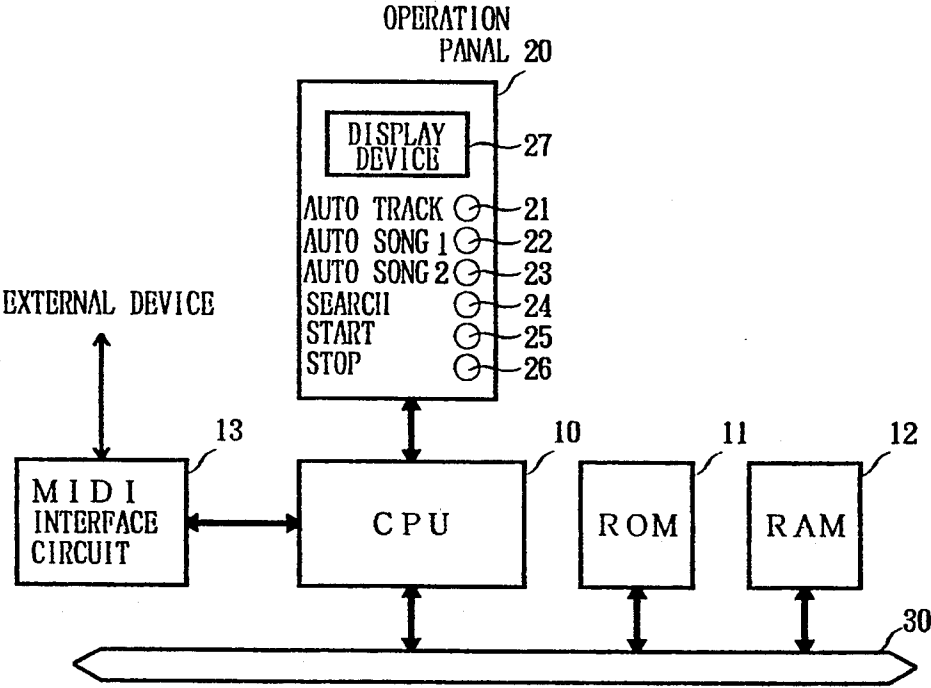 OPERATION
PANAL 20
DISPLAY
DEVICE
27
AUTO TRACK 21
AUTO SONG 1 22
AUTO SONG 2 23
SEARCH 24
START 25
STOP 26
EXTERNAL DEVICE
13
10
11
12
MIDI
INTERFACE
CIRCUIT
CPU
ROM
RAM
30